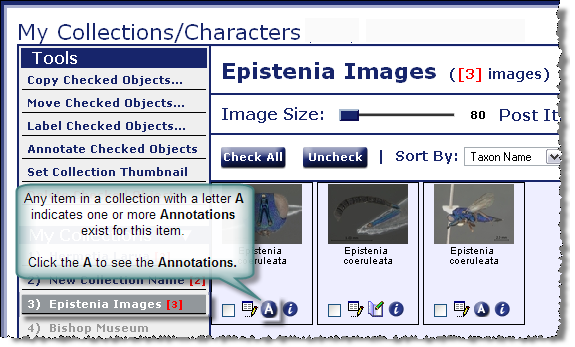 My Collections/Characters
Tools
Copy Checked Objects...
Move Checked Objects...
Label Checked Objects...
Annotate Checked Objects
Set Collection Thumbnail
Epistenia Images ([3] images)
Image Size: 80 Post It
Check All Uncheck | Sort By: Taxon Name
Any item in a collection with a letter A
indicates one or more Annotations
exist for this item.
Click the A to see the Annotations.
2) New Collection Name [2]
3) Epistenia Images [3]
4) Bishop Museum
Epistenia
coeruleata
A i
Epistenia
coeruleata
i
Epistenia
coeruleata
A i